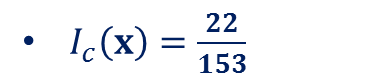 • I_c(𝐱) = 22/153